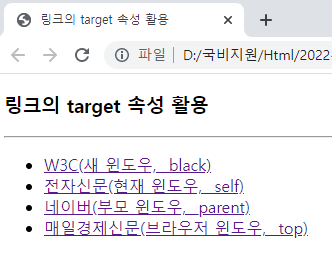 링크의 target 속성 활용
파일 | D:/국비지원/Html/2022-
링크의 target 속성 활용
W3C(새 윈도우, _black)
전자신문(현재 윈도우, _self)
네이버(부모 윈도우, _parent)
매일경제신문(브라우저 윈도우, _top)